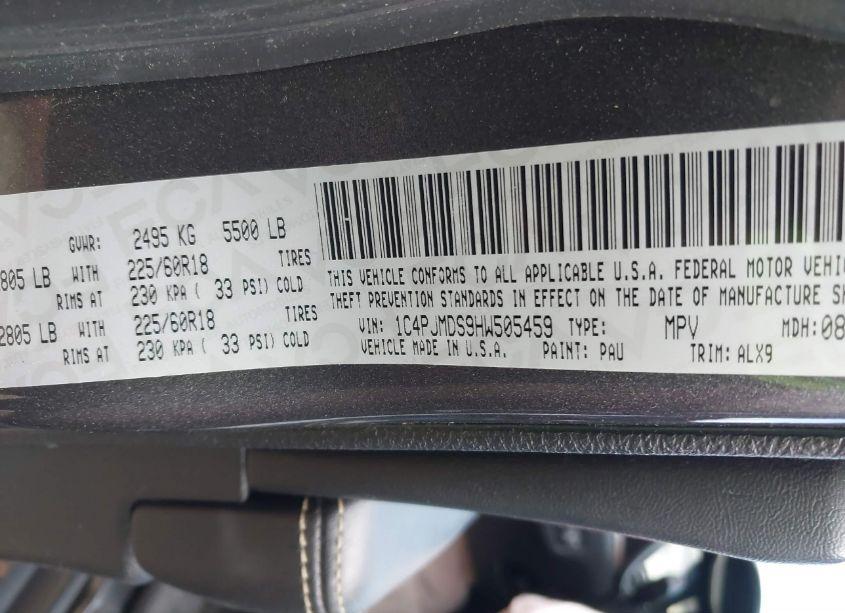 GVWR: 2495 KG 5500 LB
2805 LB WITH 225/60R18 TIRES
RIMS AT 230 KPA ( 33 PSI) COLD
2805 LB WITH 225/60R18 TIRES
RIMS AT 230 KPA ( 33 PSI) COLD
THIS VEHICLE CONFORMS TO ALL APPLICABLE U.S.A. FEDERAL MOTOR VEHIC
THEFT PREVENTION STANDARDS IN EFFECT ON THE DATE OF MANUFACTURE SH
VIN: 1C4PJMDS9HW505459 TYPE: MPV MDH:08
VEHICLE MADE IN U.S.A. PAINT: PAU TRIM: ALX9